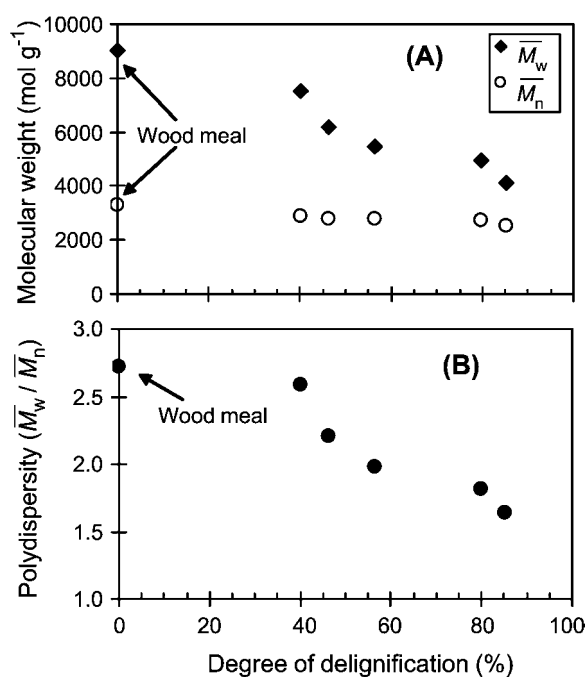 10000
(A)
M̅w
M̅n
8000
Wood meal
6000
4000
2000
0
Molecular weight (mol g⁻¹)
3.0
(B)
2.5
Wood meal
2.0
1.5
1.0
Polydispersity (M̅w / M̅n)
0 20 40 60 80 100
Degree of delignification (%)